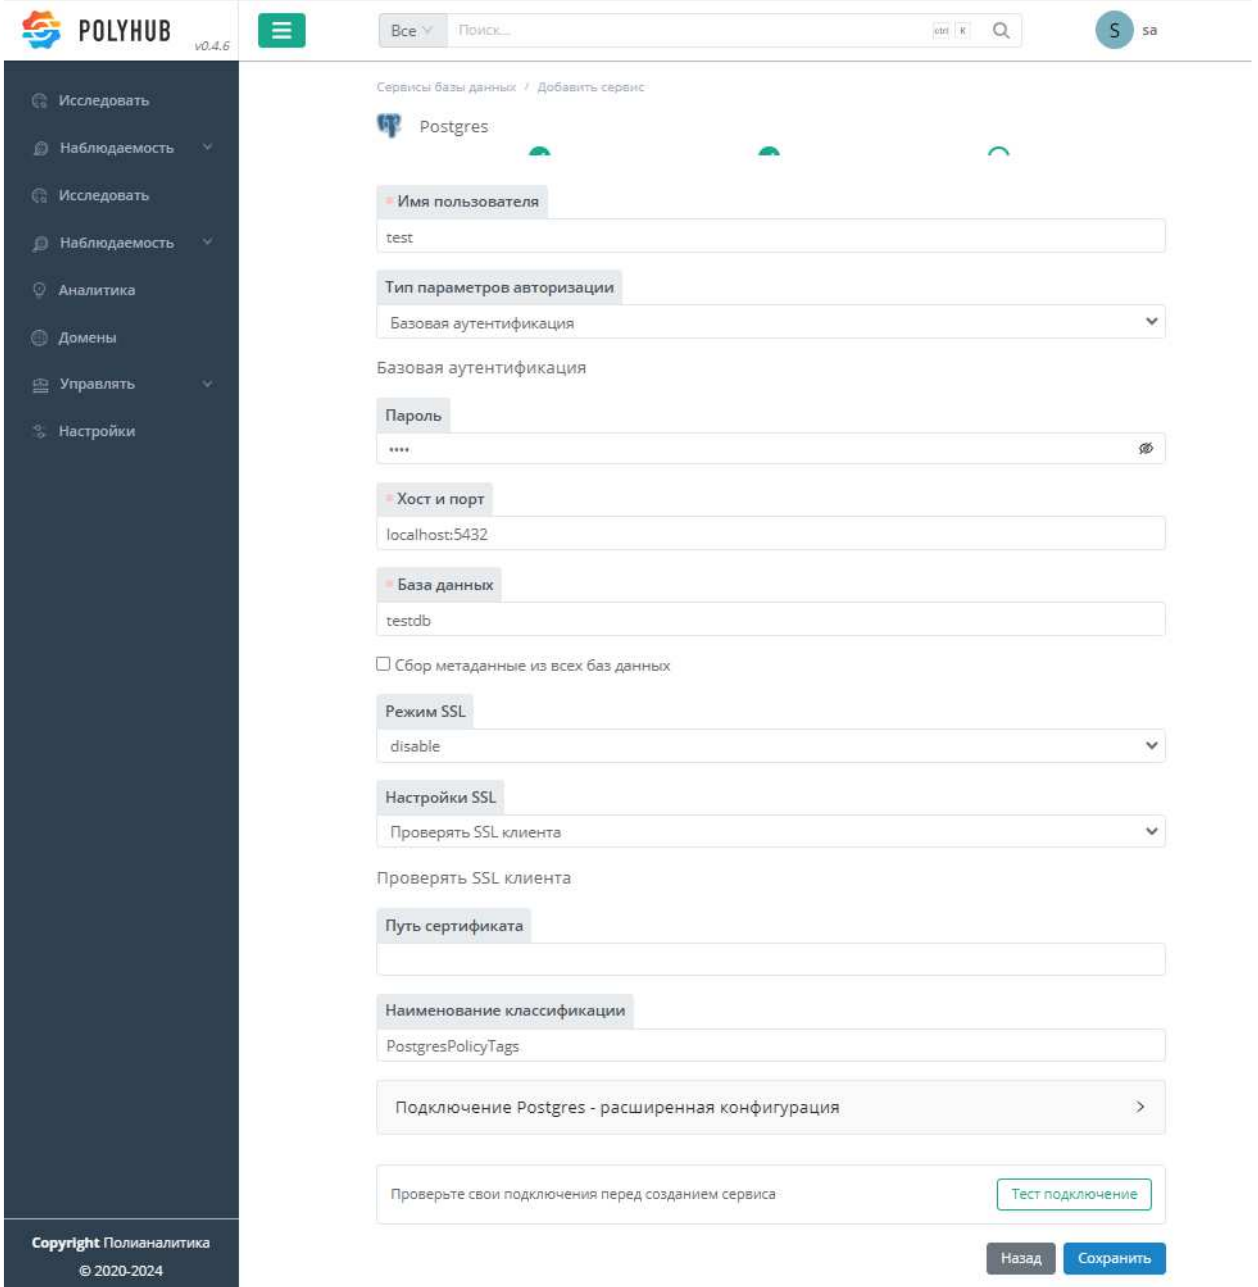 POLYHUB
v0.4.6
Все
Поиск...
ctrl K
S
sa
Исследовать
Наблюдаемость
Исследовать
Наблюдаемость
Аналитика
Домены
Управлять
Настройки
Copyright Полианалитика
© 2020-2024
Сервисы базы данных / Добавить сервис
Postgres
* Имя пользователя
test
Тип параметров авторизации
Базовая аутентификация
Базовая аутентификация
Пароль
••••
* Хост и порт
localhost:5432
* База данных
testdb
Сбор метаданные из всех баз данных
Режим SSL
disable
Настройки SSL
Проверять SSL клиента
Проверять SSL клиента
Путь сертификата
Наименование классификации
PostgresPolicyTags
Подключение Postgres - расширенная конфигурация
Проверьте свои подключения перед созданием сервиса
Тест подключение
Назад
Сохранить